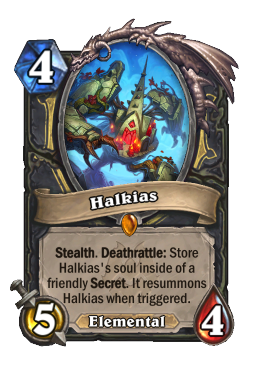 4
Halkias
Stealth. Deathrattle: Store
Halkias's soul inside of a
friendly Secret. It resummons
Halkias when triggered.
5
Elemental
4